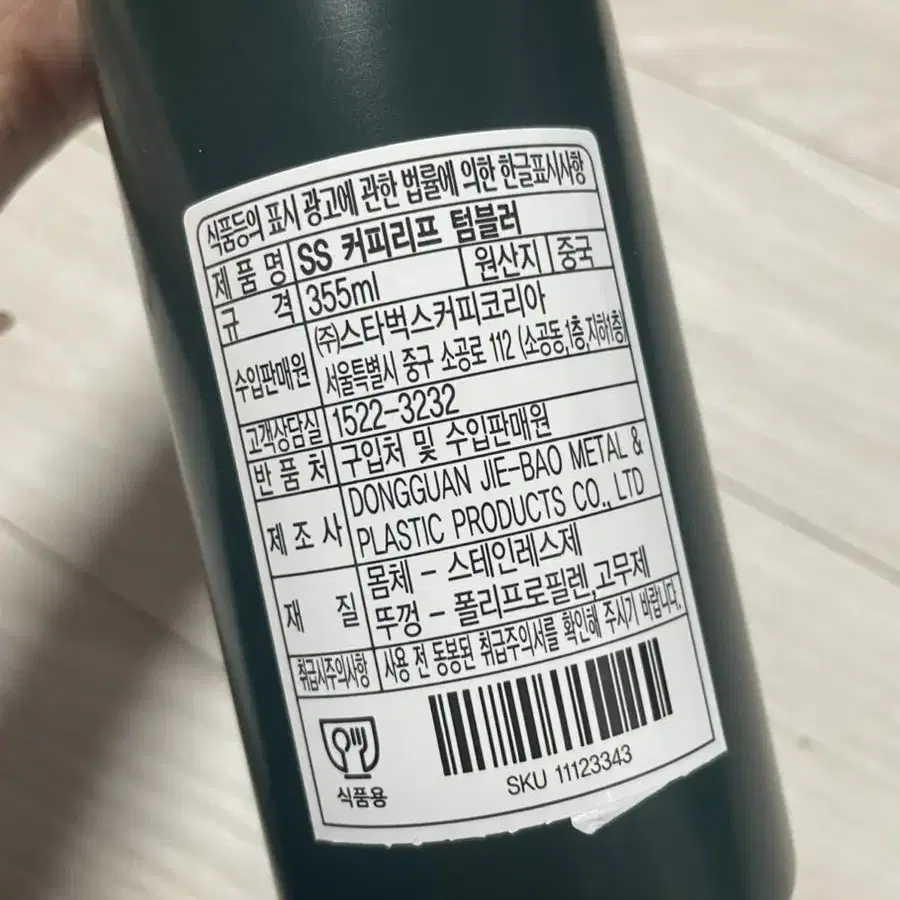 식품등의 표시 광고에 관한 법률에 의한 한글표시사항
제품명 SS 커피리프 텀블러
규격 355ml 원산지 중국
수입판매원 (주)스타벅스커피코리아
서울특별시 중구 소공로 112 (소공동,1층,지하1층)
고객상담실 1522-3232
반품처 구입처 및 수입판매원
제조사 DONGGUAN JIE-BAO METAL &
PLASTIC PRODUCTS CO., LTD
재질 몸체 - 스테인레스제
뚜껑 - 폴리프로필렌,고무제
취급시주의사항 사용 전 동봉된 취급주의서를 확인해 주시기 바랍니다.
식품용
SKU 11123343